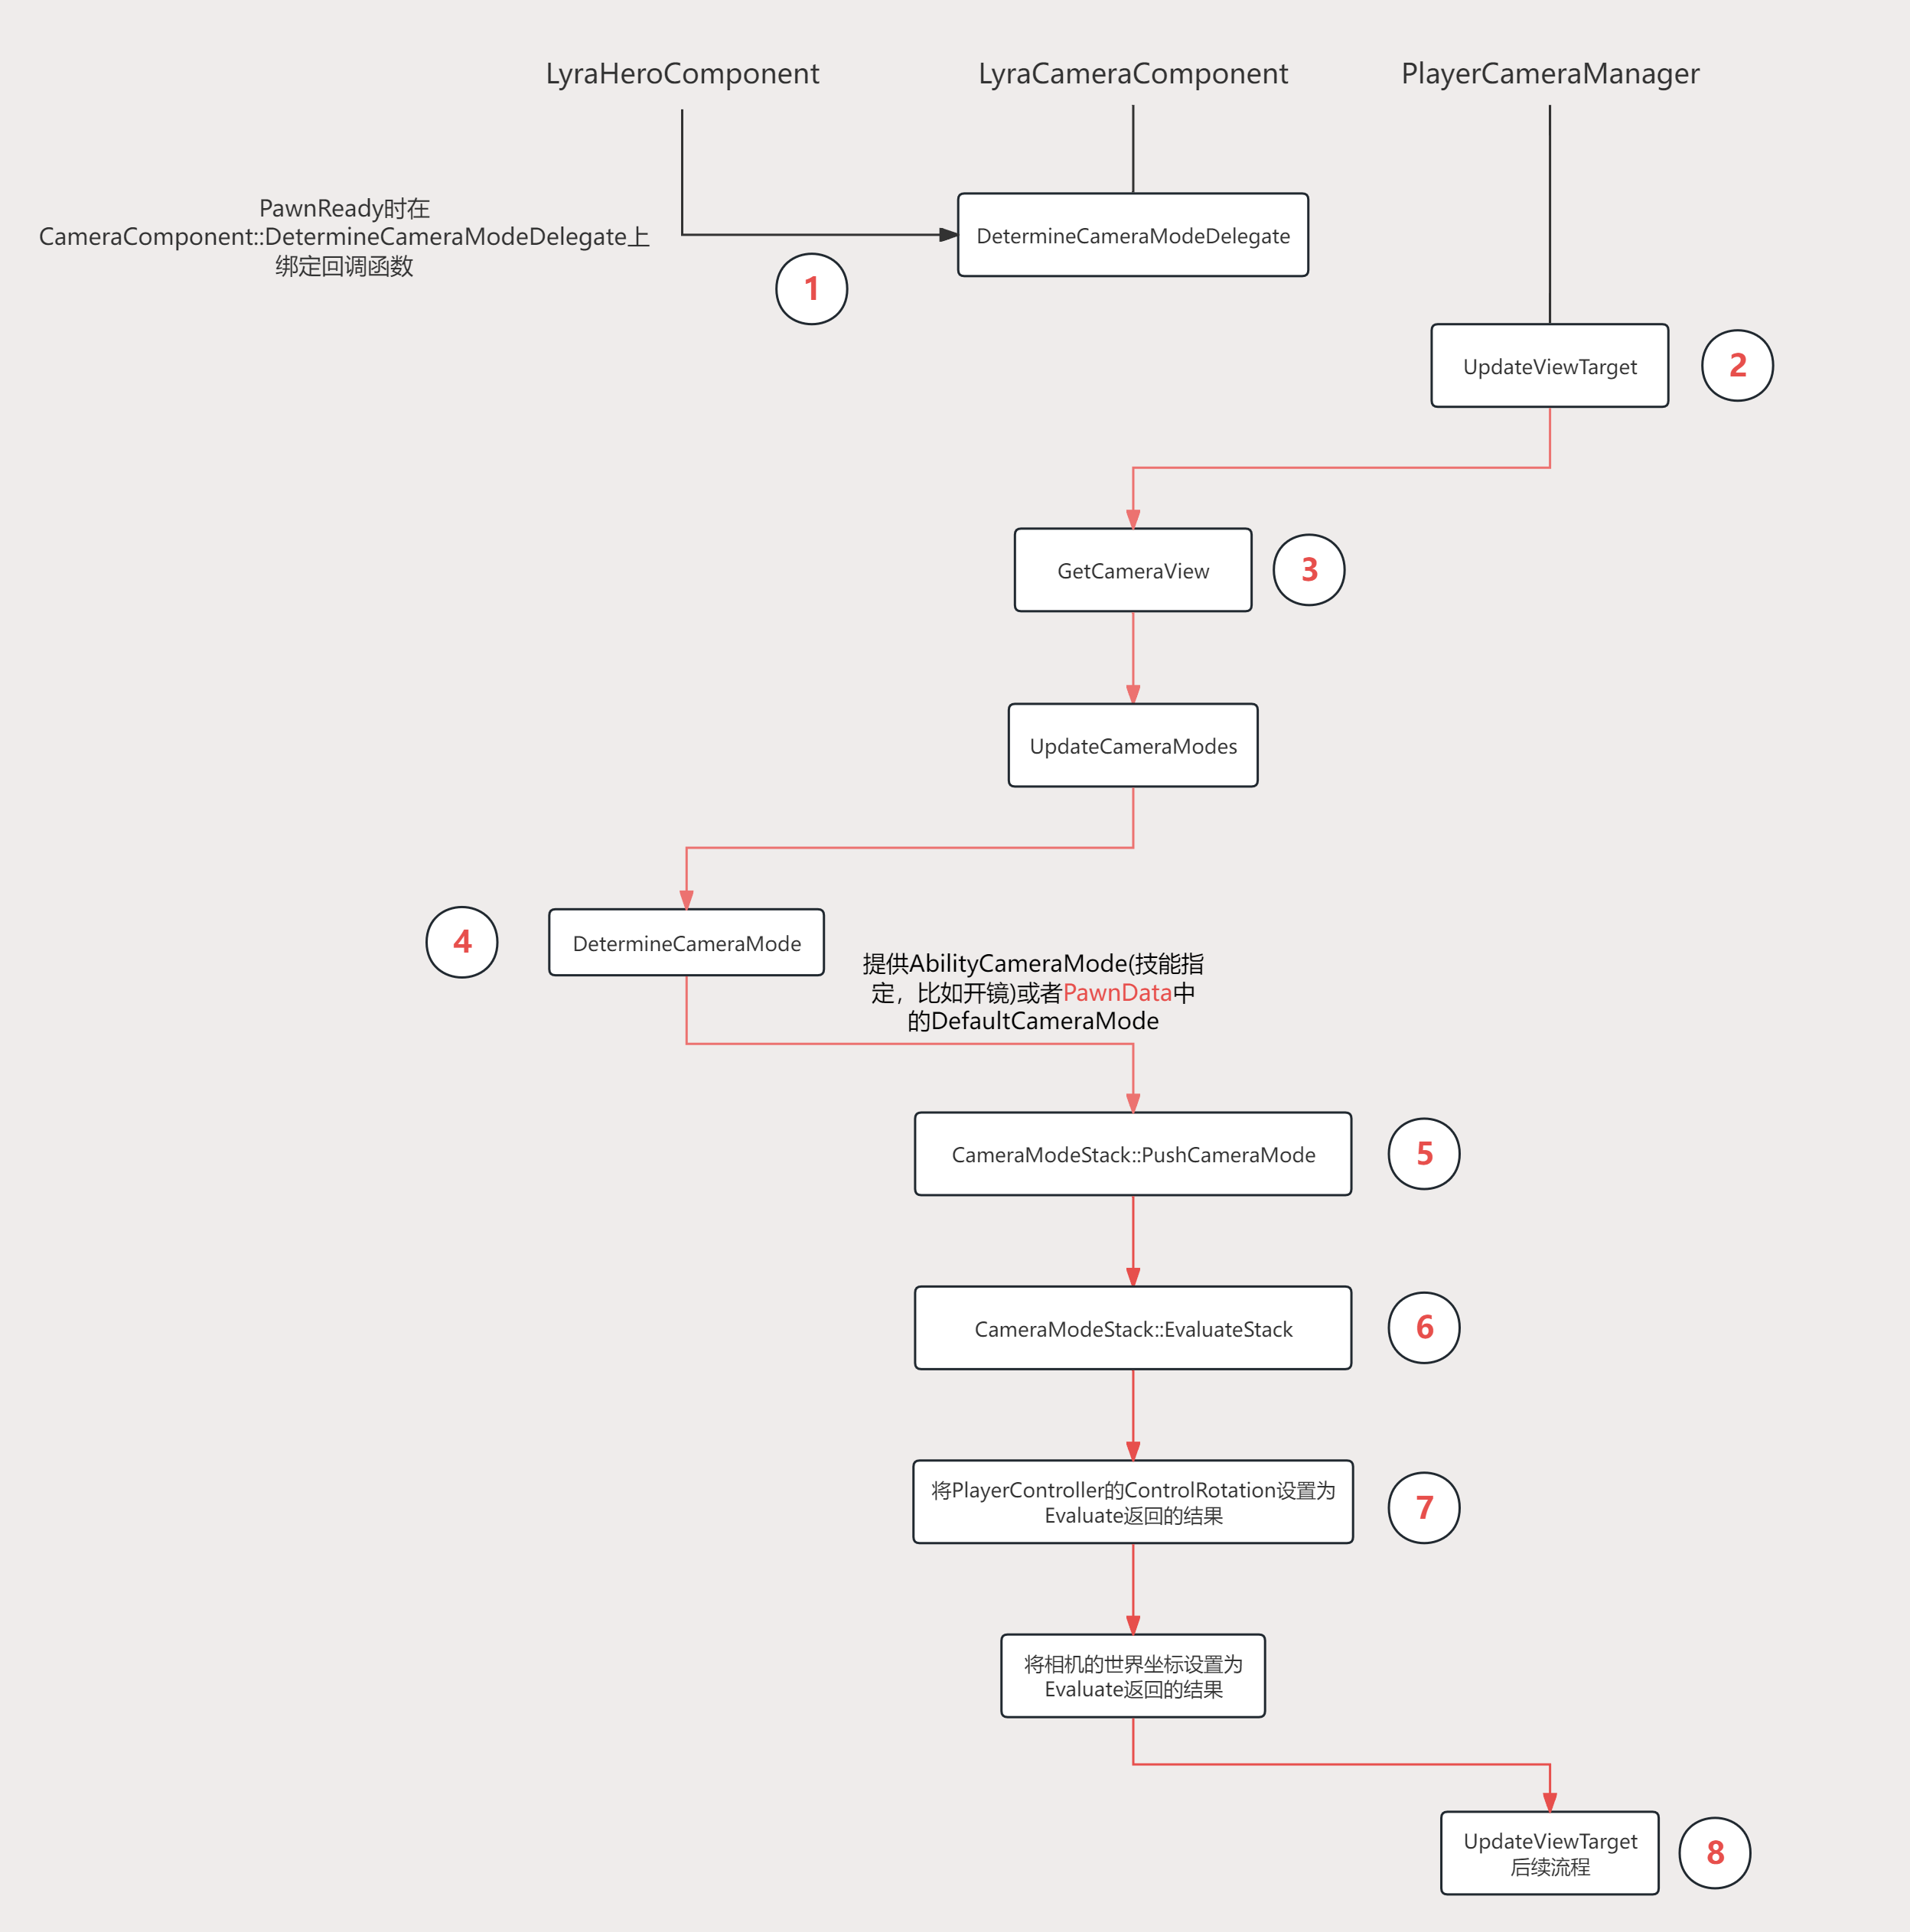 LyraHeroComponent
LyraCameraComponent
PlayerCameraManager
PawnReady时在
CameraComponent::DetermineCameraModeDelegate上
绑定回调函数
DetermineCameraModeDelegate
1
UpdateViewTarget
2
GetCameraView
3
UpdateCameraModes
4
DetermineCameraMode
提供AbilityCameraMode(技能指
定，比如开镜)或者PawnData中
的DefaultCameraMode
CameraModeStack::PushCameraMode
5
CameraModeStack::EvaluateStack
6
将PlayerController的ControlRotation设置为
Evaluate返回的结果
7
将相机的世界坐标设置为
Evaluate返回的结果
UpdateViewTarget
后续流程
8